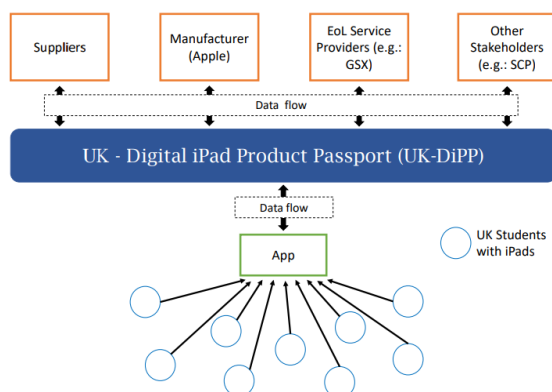 Suppliers
Manufacturer
(Apple)
EoL Service
Providers (e.g.:
GSX)
Other
Stakeholders
(e.g.: SCP)
Data flow
UK - Digital iPad Product Passport (UK-DiPP)
Data flow
App
UK Students
with iPads